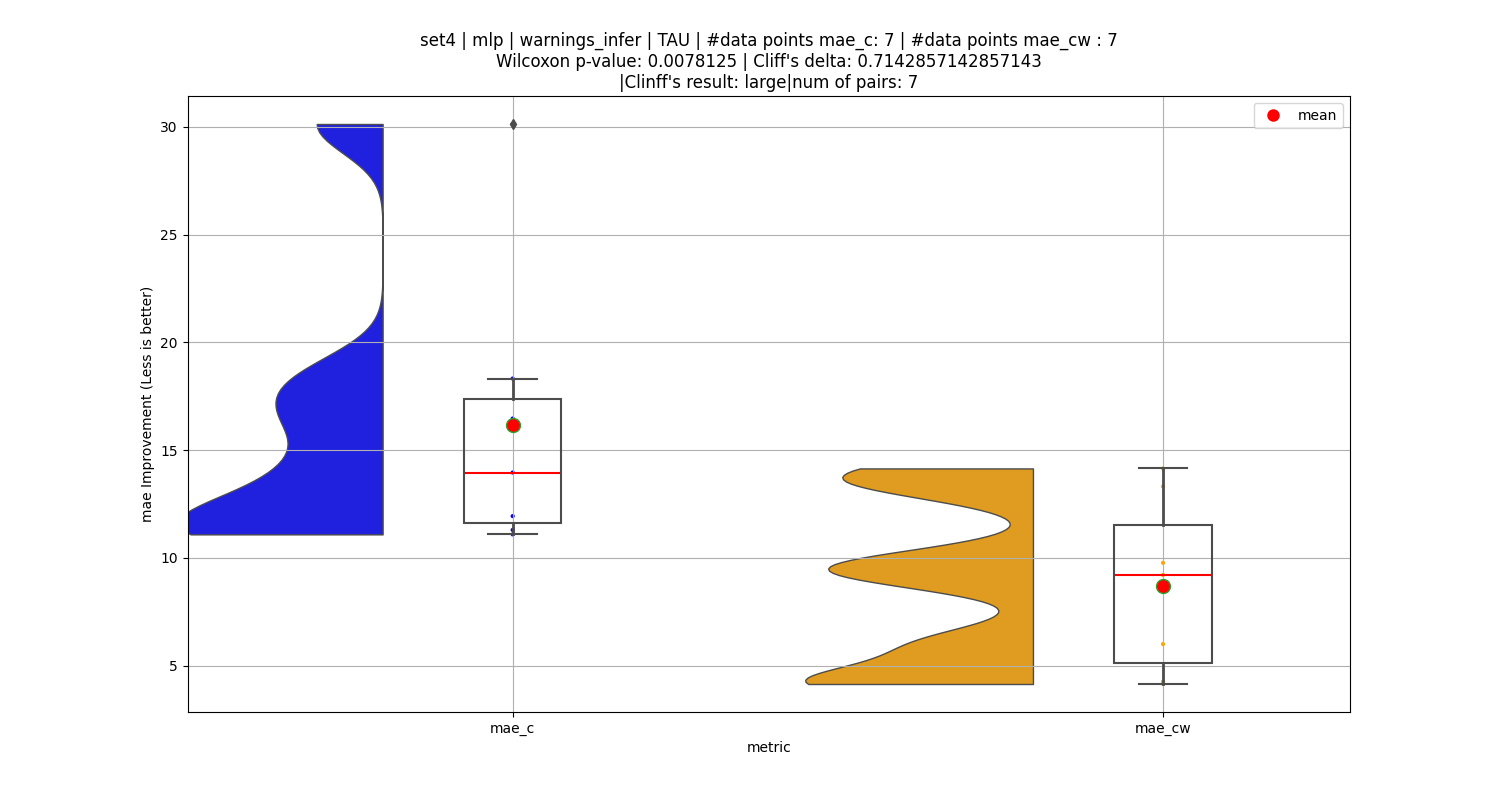 set4 | mlp | warnings_infer | TAU | #data points mae_c: 7 | #data points mae_cw : 7
Wilcoxon p-value: 0.0078125 | Cliff's delta: 0.7142857142857143
|Clinff's result: large|num of pairs: 7
mean
30
25
20
15
10
5
mae Improvement (Less is better)
mae_c
mae_cw
metric